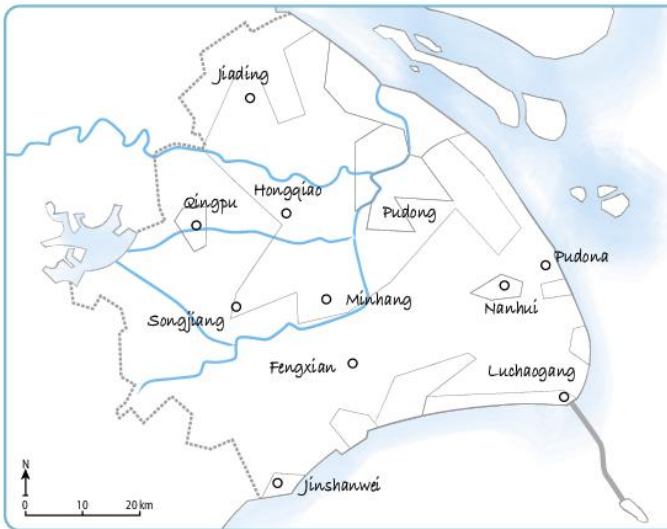 Jiading
Hongqiao
Qingpu
Pudong
Pudona
Minhang
Nanhui
Songjiang
Fengxian
Luchaogang
Jinshanwei
N
0 10 20 km